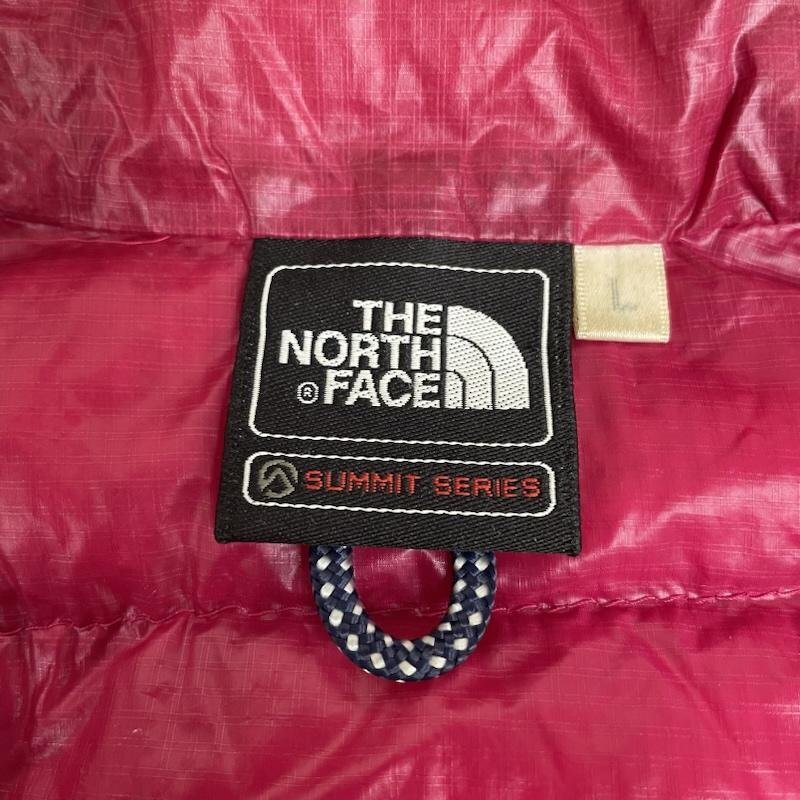 THE
NORTH
® FACE
SUMMIT SERIES
L